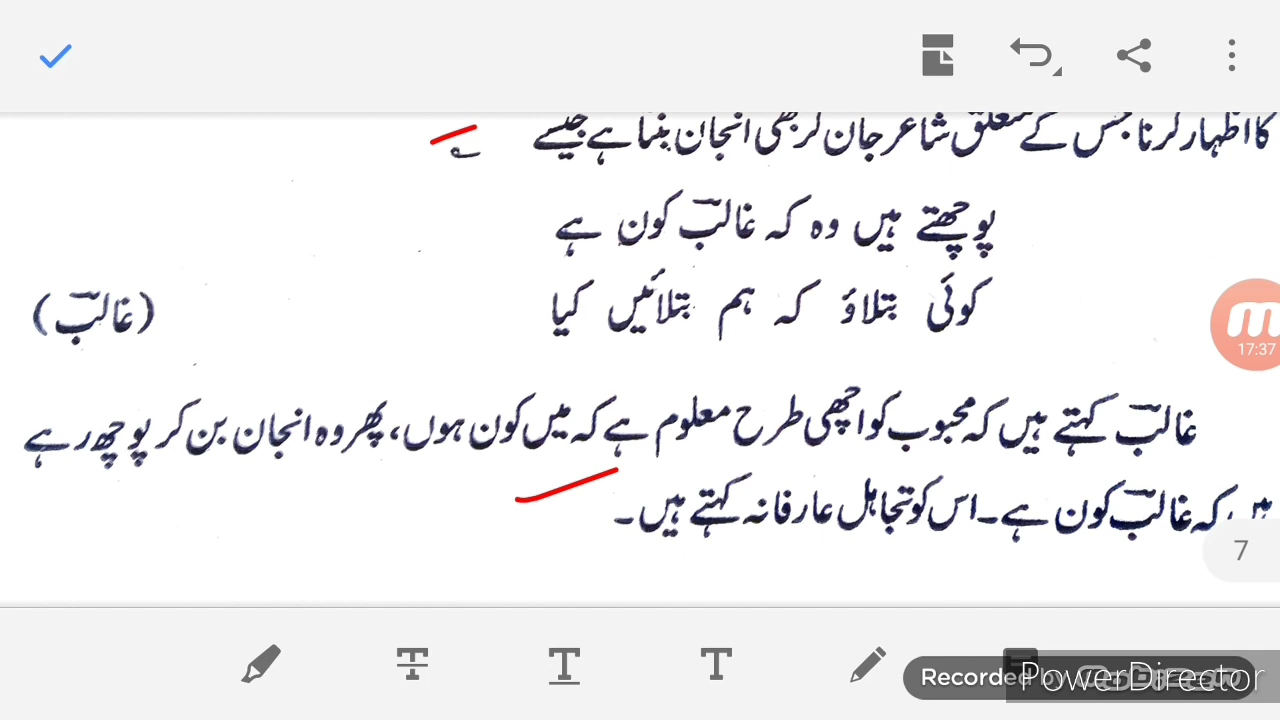 کا اظہار کرنا جس کے متعلق شاعر جان کر بھی انجان بنتا ہے جیسے
پوچھتے ہیں وہ کہ غالبؔ کون ہے
کوئی بتلاؤ کہ ہم بتلائیں کیا
(غالبؔ)
17:37
غالبؔ کہتے ہیں کہ محبوب کو اچھی طرح معلوم ہے کہ میں کون ہوں، پھر وہ انجان بن کر پوچھ رہے
ہیں کہ غالبؔ کون ہے۔ اس کو تجاہل عارفانہ کہتے ہیں۔
7
Recorded by
PowerDirector